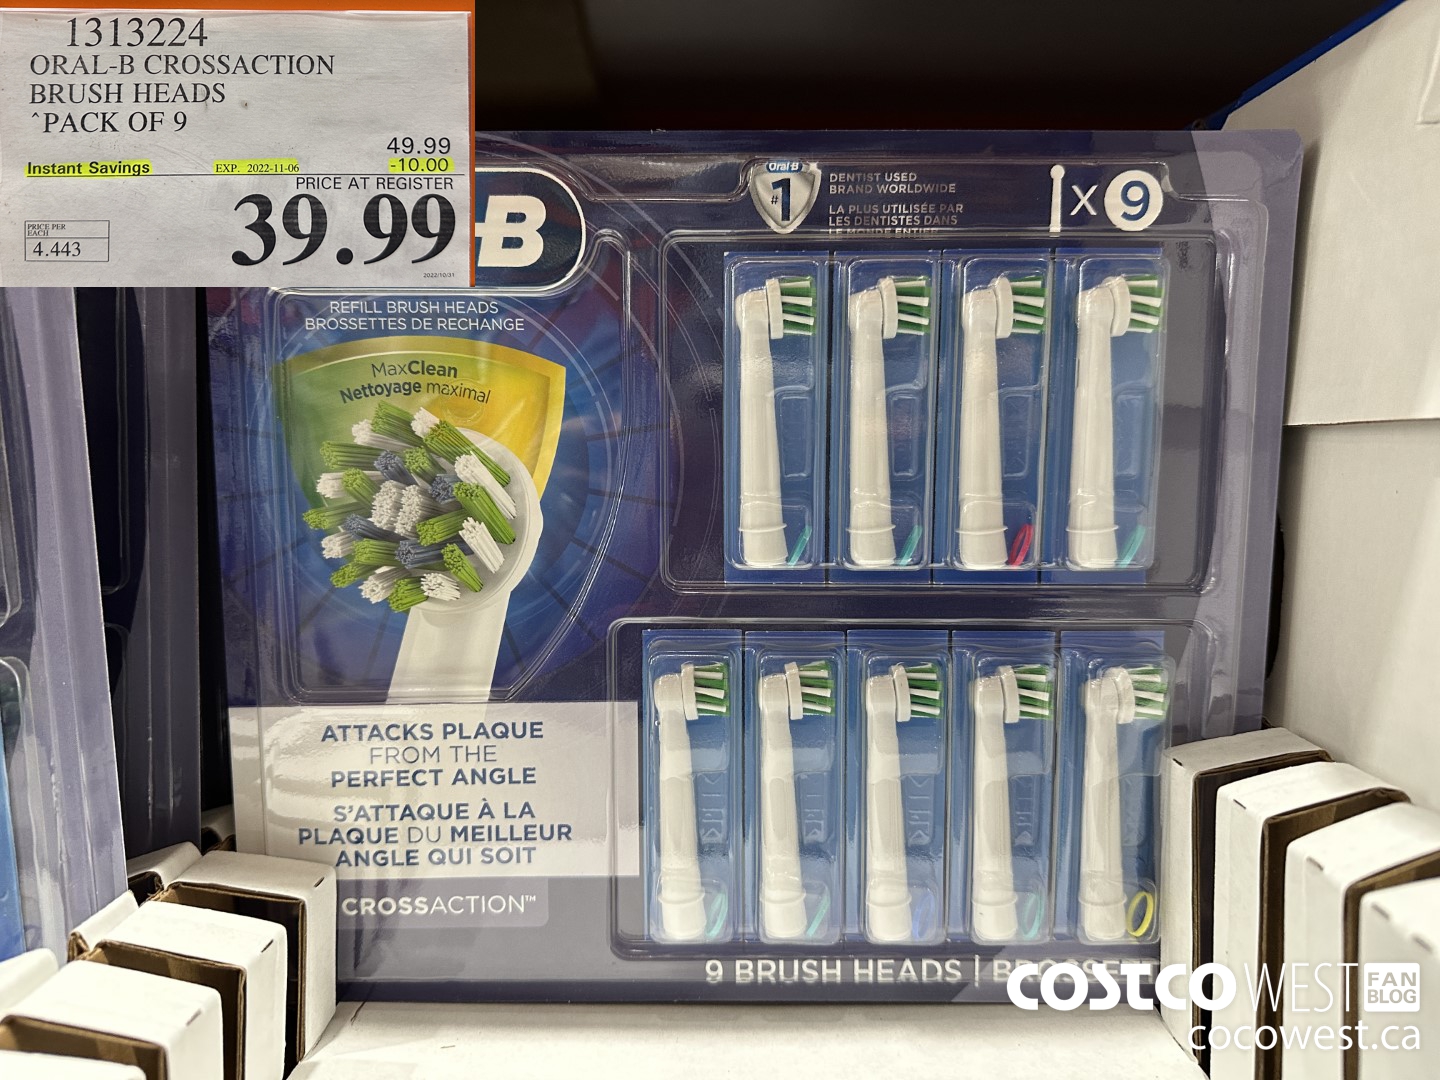 1313224
ORAL-B CROSSACTION
BRUSH HEADS
^PACK OF 9
49.99
Instant Savings EXP. 2022-11-06 -10.00
PRICE AT REGISTER
39.99
PRICE PER
EACH
4.443
2022/10/31
B
Oral B
#1
DENTIST USED
BRAND WORLDWIDE
LA PLUS UTILISÉE PAR
LES DENTISTES DANS
LE MONDE ENTIER
X 9
REFILL BRUSH HEADS
BROSSETTES DE RECHANGE
MaxClean
Nettoyage maximal
ATTACKS PLAQUE
FROM THE
PERFECT ANGLE
S'ATTAQUE À LA
PLAQUE DU MEILLEUR
ANGLE QUI SOIT
CROSSACTION™
9 BRUSH HEADS |
COSTCO WEST FAN
BLOG
cocowest.ca